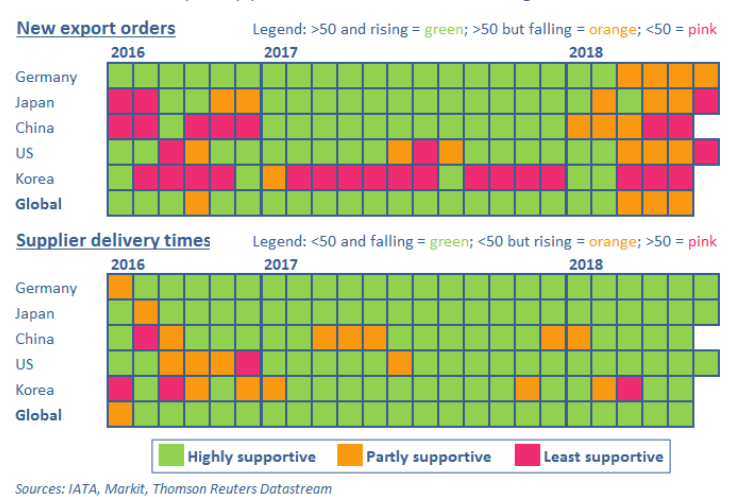 New export orders Legend: >50 and rising = green; >50 but falling = orange; <50 = pink
2016 2017 2018
Germany
Japan
China
US
Korea
Global
Supplier delivery times Legend: <50 and falling = green; <50 but rising = orange; >50 = pink
2016 2017 2018
Germany
Japan
China
US
Korea
Global
Highly supportive Partly supportive Least supportive
Sources: IATA, Markit, Thomson Reuters Datastream